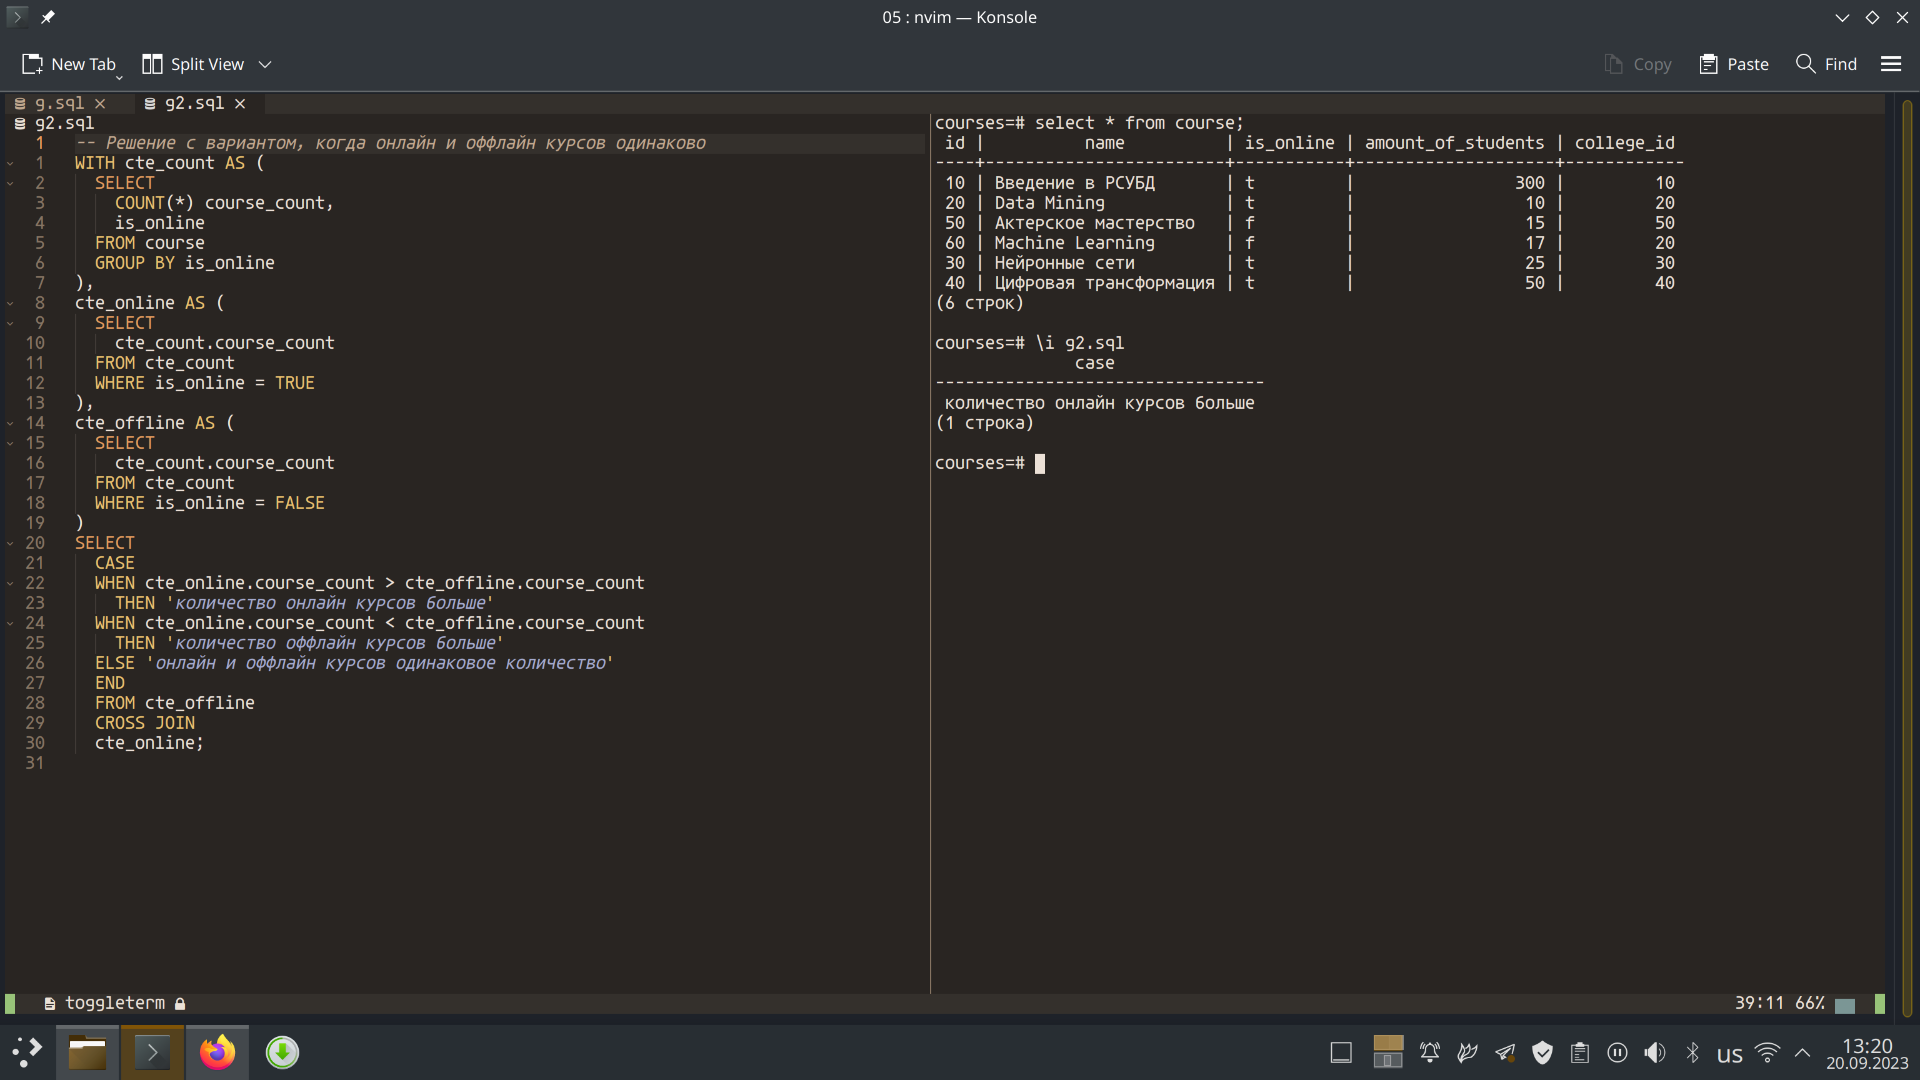 05 : nvim — Konsole
New Tab
Split View
Copy
Paste
Find
g.sql ×
g2.sql ×
g2.sql
1 -- Решение с вариантом, когда онлайн и оффлайн курсов одинаково
1 WITH cte_count AS (
2 SELECT
3 COUNT(*) course_count,
4 is_online
5 FROM course
6 GROUP BY is_online
7 ),
8 cte_online AS (
9 SELECT
10 cte_count.course_count
11 FROM cte_count
12 WHERE is_online = TRUE
13 ),
14 cte_offline AS (
15 SELECT
16 cte_count.course_count
17 FROM cte_count
18 WHERE is_online = FALSE
19 )
20 SELECT
21 CASE
22 WHEN cte_online.course_count > cte_offline.course_count
23 THEN 'количество онлайн курсов больше'
24 WHEN cte_online.course_count < cte_offline.course_count
25 THEN 'количество оффлайн курсов больше'
26 ELSE 'онлайн и оффлайн курсов одинаковое количество'
27 END
28 FROM cte_offline
29 CROSS JOIN
30 cte_online;
31
courses=# select * from course;
id | name | is_online | amount_of_students | college_id
----+------------------------+-----------+--------------------+------------
10 | Введение в РСУБД | t | 300 | 10
20 | Data Mining | t | 10 | 20
50 | Актерское мастерство | f | 15 | 50
60 | Machine Learning | f | 17 | 20
30 | Нейронные сети | t | 25 | 30
40 | Цифровая трансформация | t | 50 | 40
(6 строк)
courses=# \i g2.sql
case
---------------------------------
количество онлайн курсов больше
(1 строка)
courses=#
toggleterm
39:11 66%
us
13:20
20.09.2023